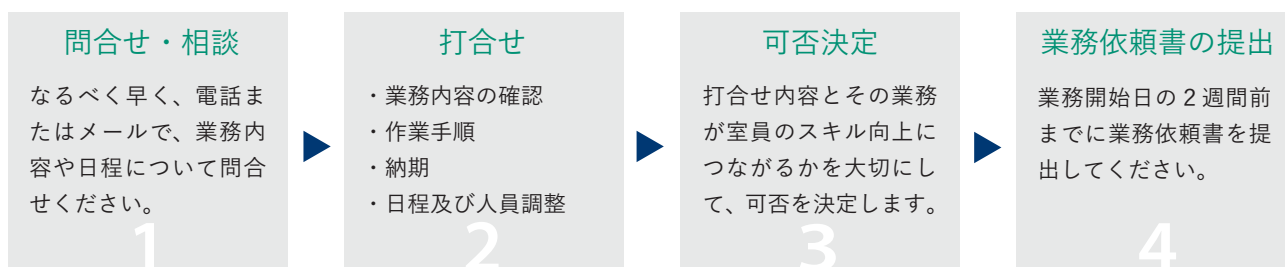 問合せ・相談
なるべく早く、電話ま
たはメールで、業務内
容や日程について問合
せください。
1
打合せ
・業務内容の確認
・作業手順
・納期
・日程及び人員調整
2
可否決定
打合せ内容とその業務
が室員のスキル向上に
つながるかを大切にし
て、可否を決定します。
3
業務依頼書の提出
業務開始日の2週間前
までに業務依頼書を提
出してください。
4